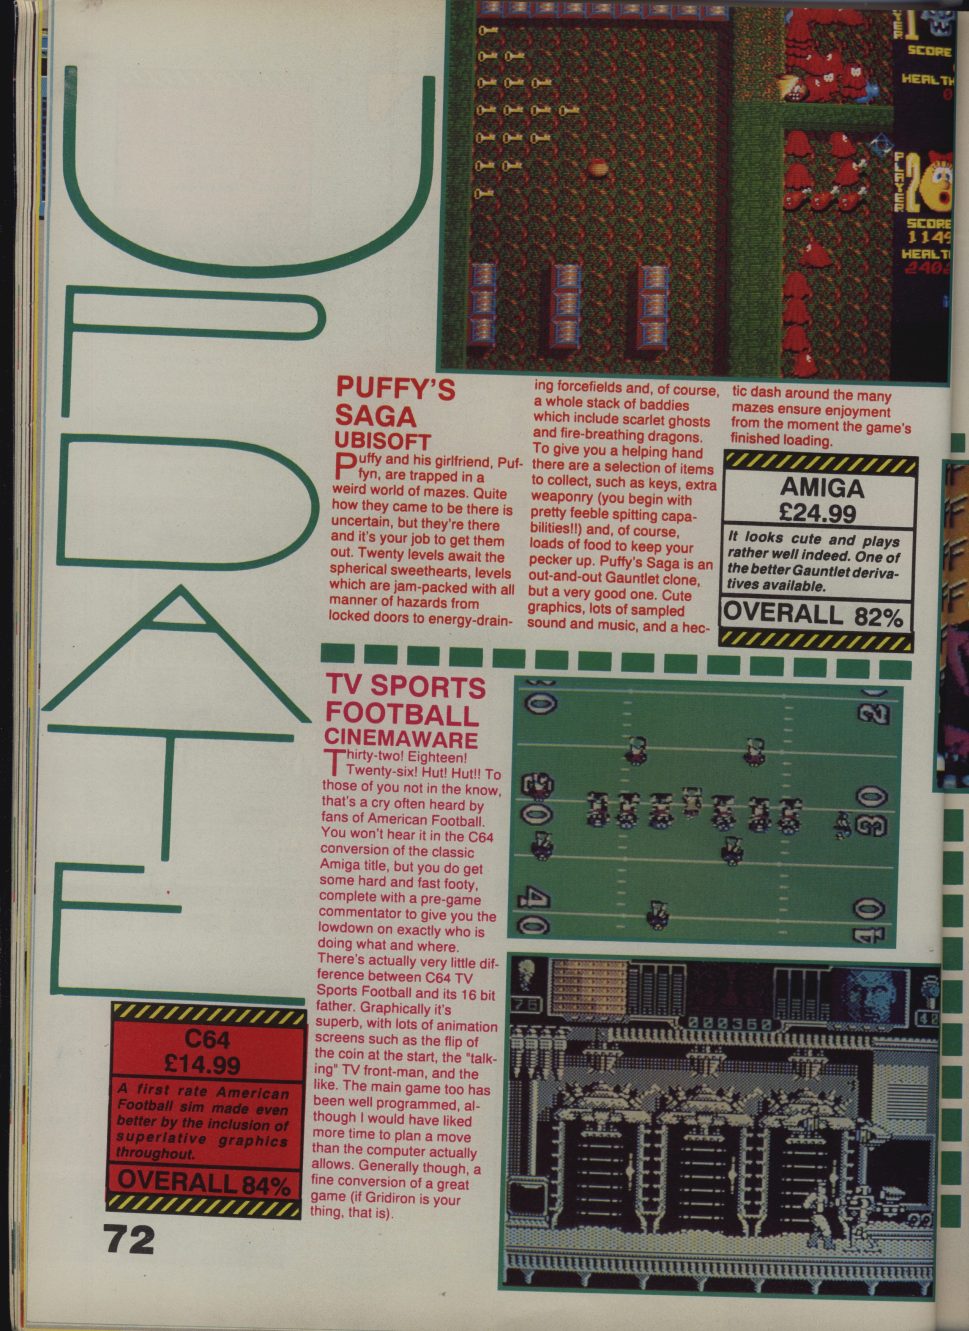 UPDATE
PUFFY'S
SAGA
UBISOFT
Puffy and his girlfriend, Puf-
fyn, are trapped in a
weird world of mazes. Quite
how they came to be there is
uncertain, but they're there
and it's your job to get them
out. Twenty levels await the
spherical sweethearts, levels
which are jam-packed with all
manner of hazards from
locked doors to energy-drain-
ing forcefields and, of course,
a whole stack of baddies
which include scarlet ghosts
and fire-breathing dragons.
To give you a helping hand
there are a selection of items
to collect, such as keys, extra
weaponry (you begin with
pretty feeble spitting capa-
bilities!!) and, of course,
loads of food to keep your
pecker up. Puffy's Saga is an
out-and-out Gauntlet clone,
but a very good one. Cute
graphics, lots of sampled
sound and music, and a hec-
tic dash around the many
mazes ensure enjoyment
from the moment the game's
finished loading.
AMIGA
£24.99
It looks cute and plays
rather well indeed. One of
the better Gauntlet deriva-
tives available.
OVERALL 82%
SCORE
HEALTH
0
PLAYER
2
SCORE
1149
HEALT
240
TV SPORTS
FOOTBALL
CINEMAWARE
Thirty-two! Eighteen!
Twenty-six! Hut! Hut!! To
those of you not in the know,
that's a cry often heard by
fans of American Football.
You won't hear it in the C64
conversion of the classic
Amiga title, but you do get
some hard and fast footy,
complete with a pre-game
commentator to give you the
lowdown on exactly who is
doing what and where.
There's actually very little dif-
ference between C64 TV
Sports Football and its 16 bit
father. Graphically it's
superb, with lots of animation
screens such as the flip of
the coin at the start, the "talk-
ing" TV front-man, and the
like. The main game too has
been well programmed, al-
though I would have liked
more time to plan a move
than the computer actually
allows. Generally though, a
fine conversion of a great
game (if Gridiron is your
thing, that is).
C64
£14.99
A first rate American
Football sim made even
better by the inclusion of
superlative graphics
throughout.
OVERALL 84%
30
40
40
000350
72